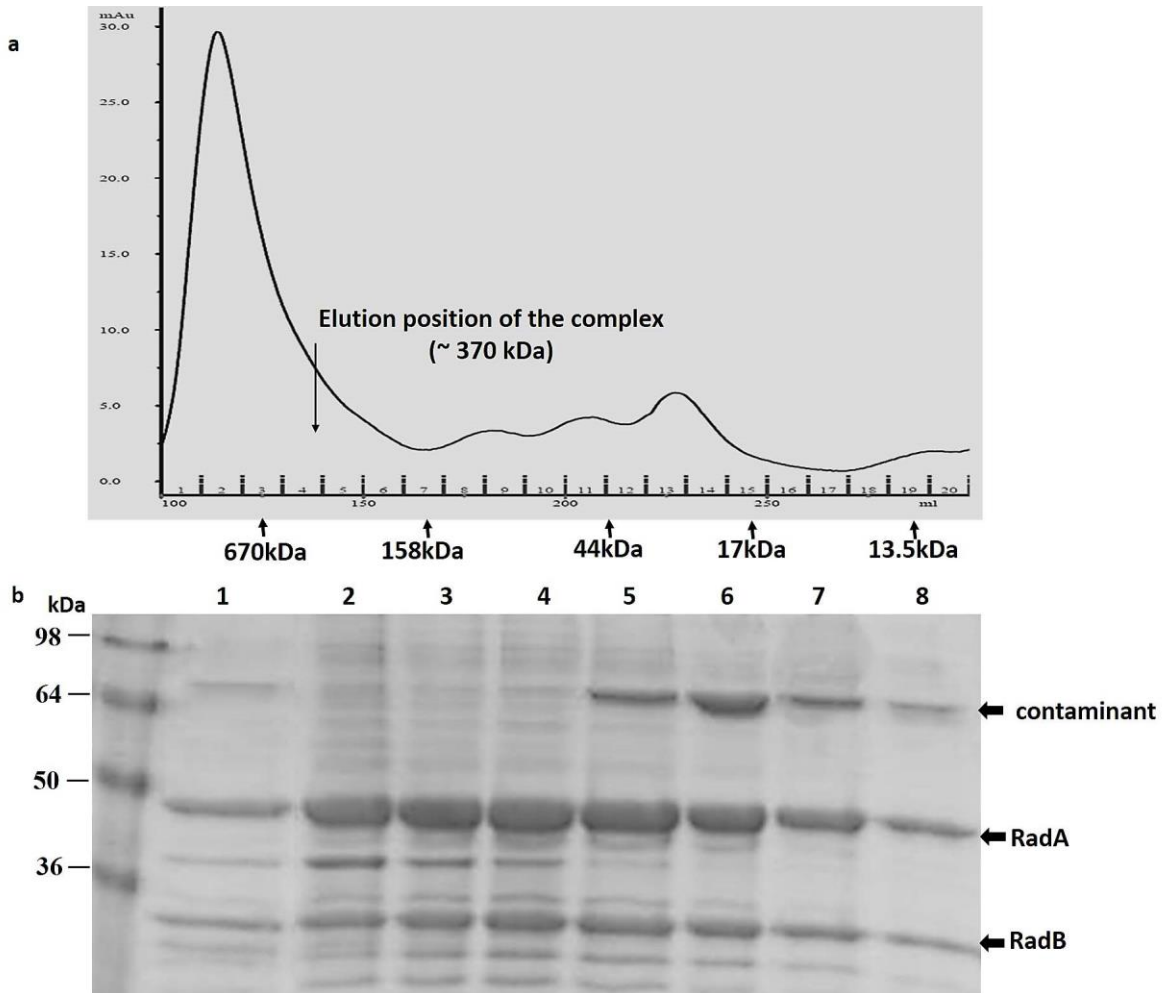 a
mAu
30.0
25.0
20.0
15.0
10.0
5.0
0.0
Elution position of the complex
(~ 370 kDa)
1 2 3 4 5 6 7 8 9 10 11 12 13 14 15 16 17 18 19 20
100 150 200 250 ml
670kDa 158kDa 44kDa 17kDa 13.5kDa
b kDa 1 2 3 4 5 6 7 8
98
64
contaminant
50
RadA
36
RadB